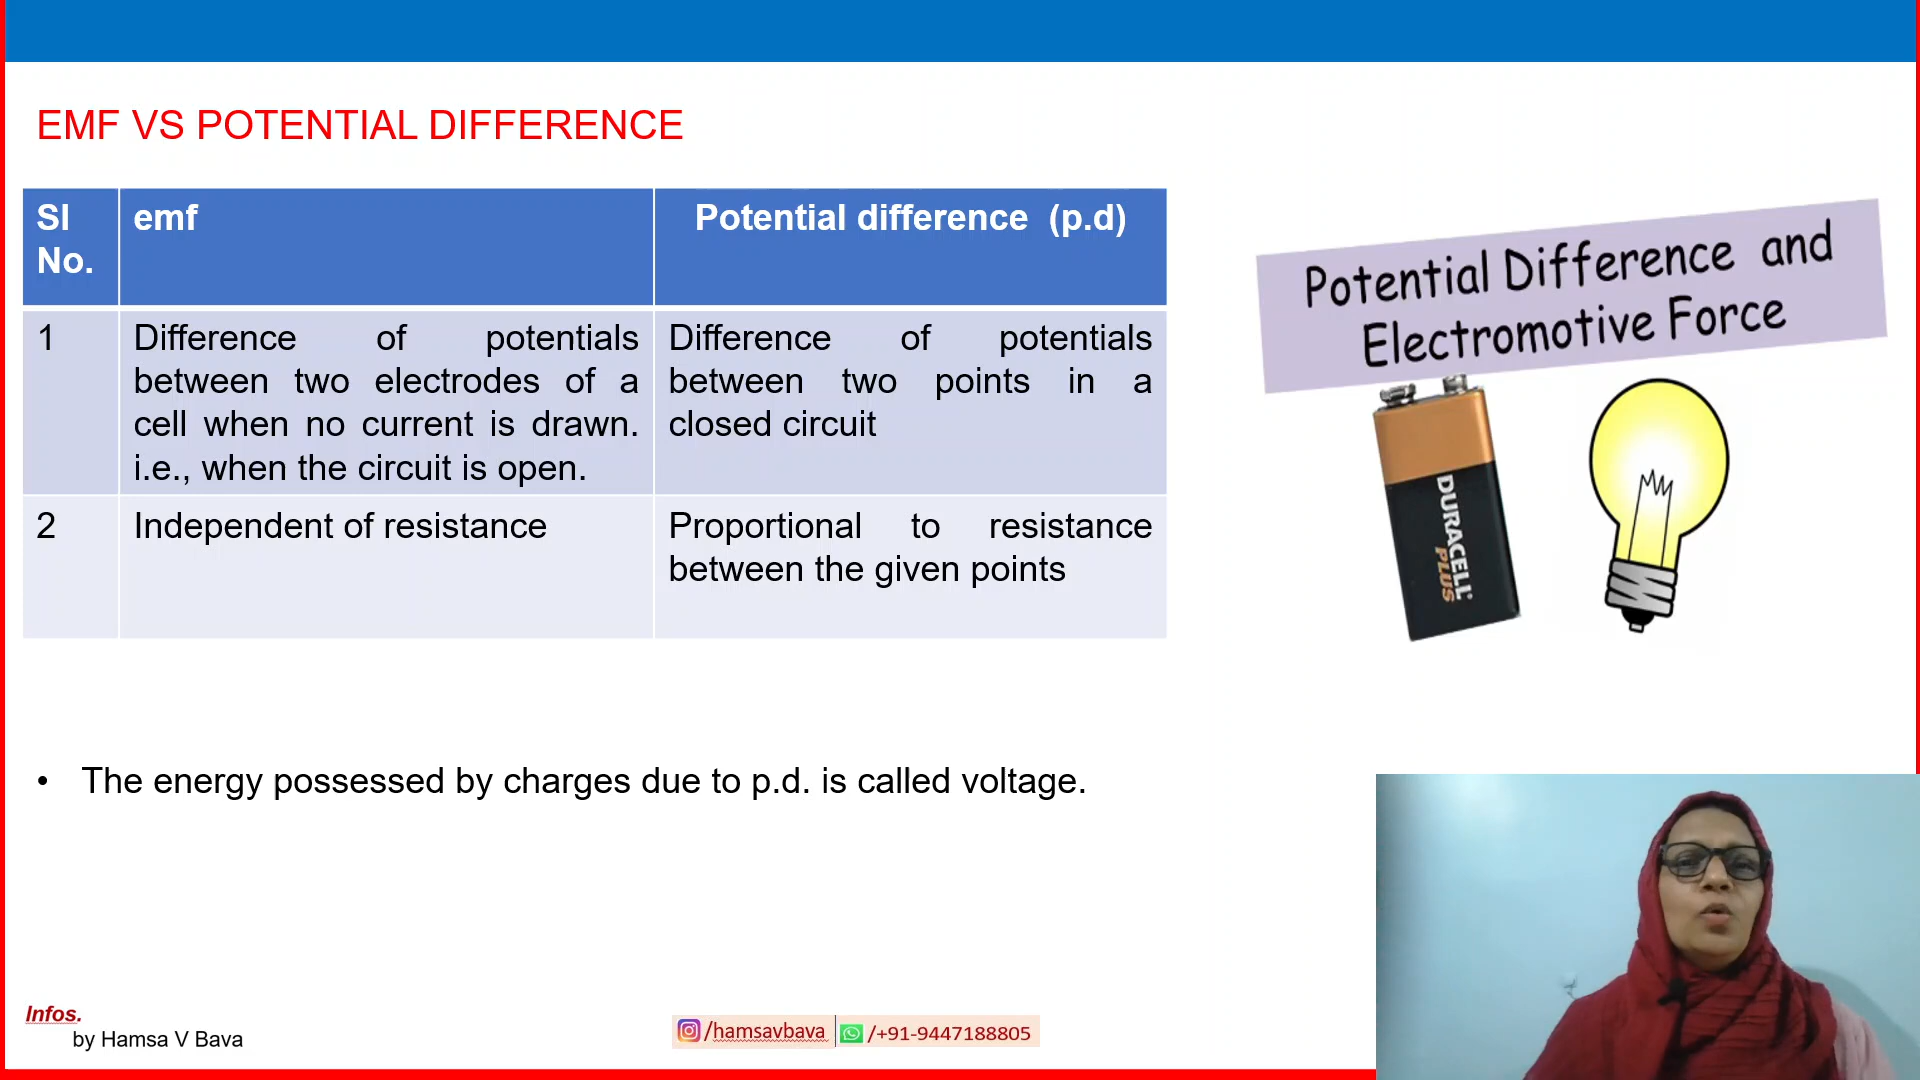 EMF VS POTENTIAL DIFFERENCE
Sl
No.
emf
Potential difference (p.d)
1
Difference of potentials
between two electrodes of a
cell when no current is drawn.
i.e., when the circuit is open.
Difference of potentials
between two points in a
closed circuit
2
Independent of resistance
Proportional to resistance
between the given points
Potential Difference and
Electromotive Force
DURACELL
PLUS
• The energy possessed by charges due to p.d. is called voltage.
Infos.
by Hamsa V Bava
/hamsavbava
/+91-9447188805